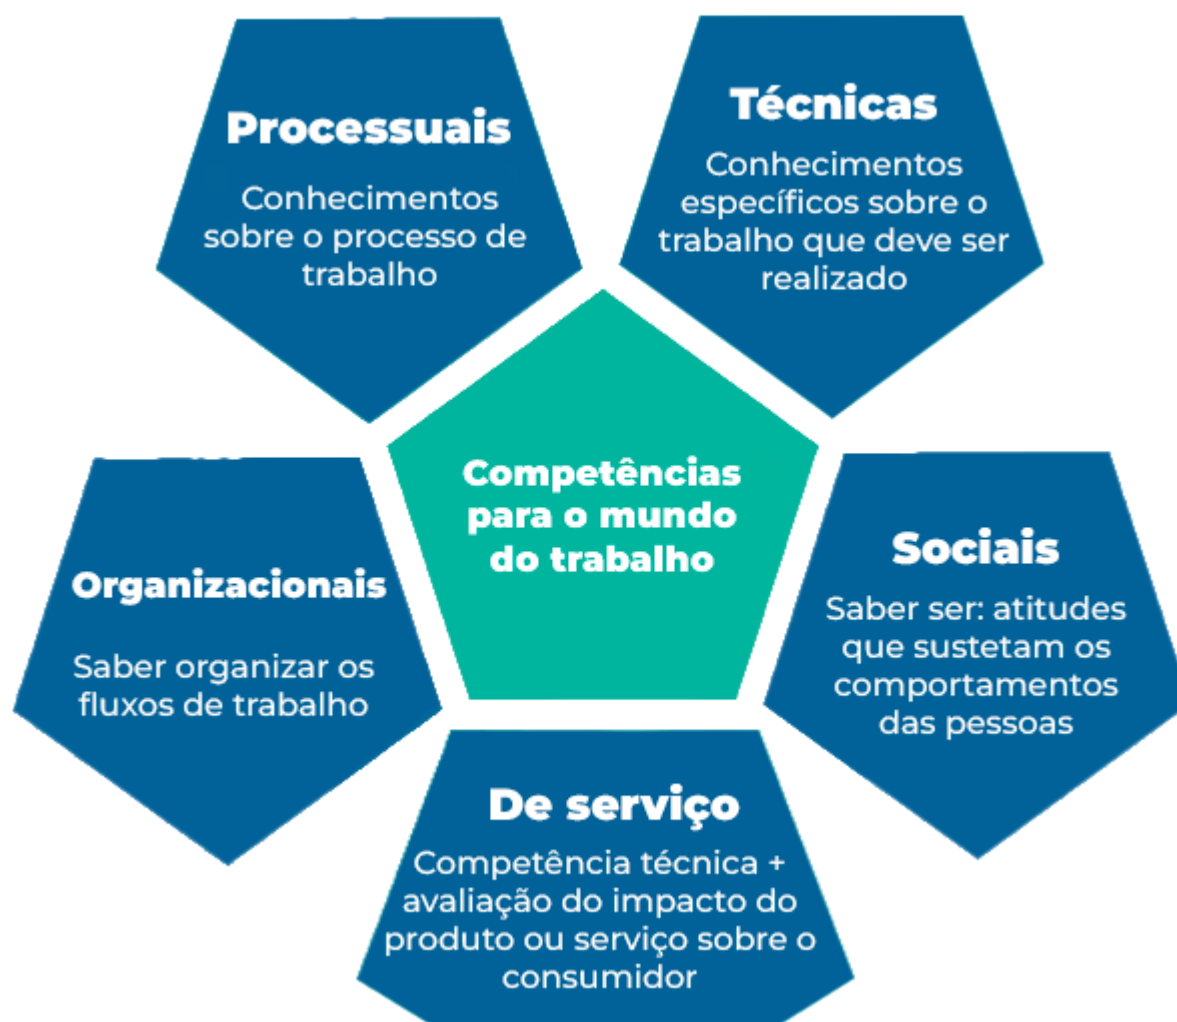 Processuais
Conhecimentos
sobre o processo de
trabalho
Técnicas
Conhecimentos
específicos sobre o
trabalho que deve ser
realizado
Competências
para o mundo
do trabalho
Organizacionais
Saber organizar os
fluxos de trabalho
Sociais
Saber ser: atitudes
que sustetam os
comportamentos
das pessoas
De serviço
Competência técnica +
avaliação do impacto do
produto ou serviço sobre o
consumidor